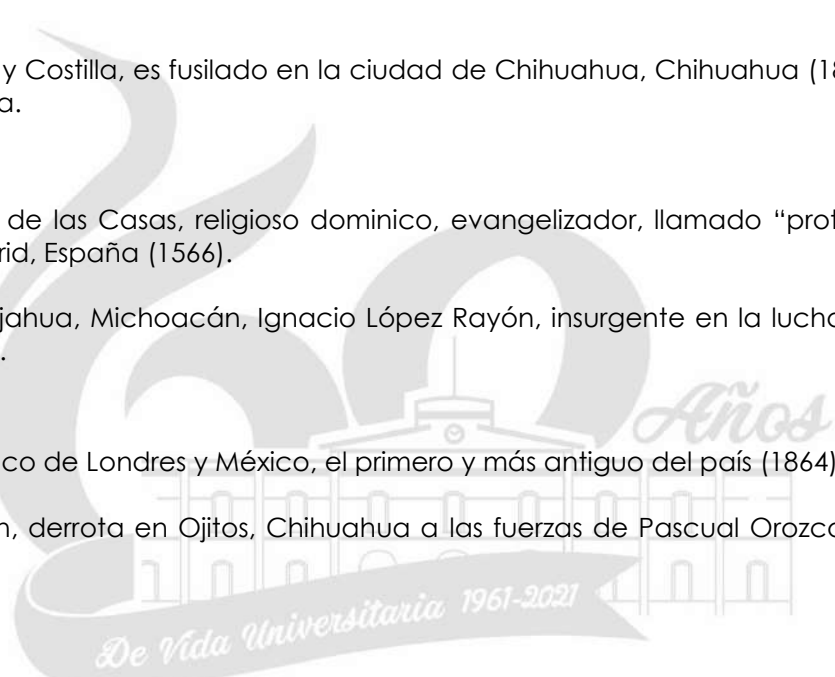 y Costilla, es fusilado en la ciudad de Chihuahua, Chihuahua (18
a.
de las Casas, religioso dominico, evangelizador, llamado “prot
rid, España (1566).
jahua, Michoacán, Ignacio López Rayón, insurgente en la lucha
.
Años
co de Londres y México, el primero y más antiguo del país (1864)
n, derrota en Ojitos, Chihuahua a las fuerzas de Pascual Orozco
De Vida Universitaria 1961-2021